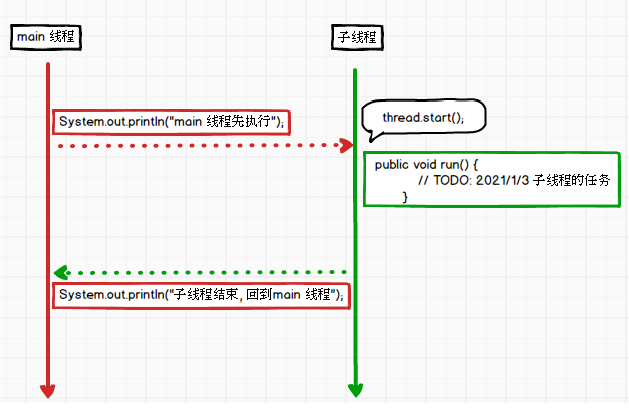 main 线程
子线程
System.out.println("main 线程先执行");
thread.start();
public void run() {
// TODO: 2021/1/3 子线程的任务
}
System.out.println("子线程结束, 回到main 线程");